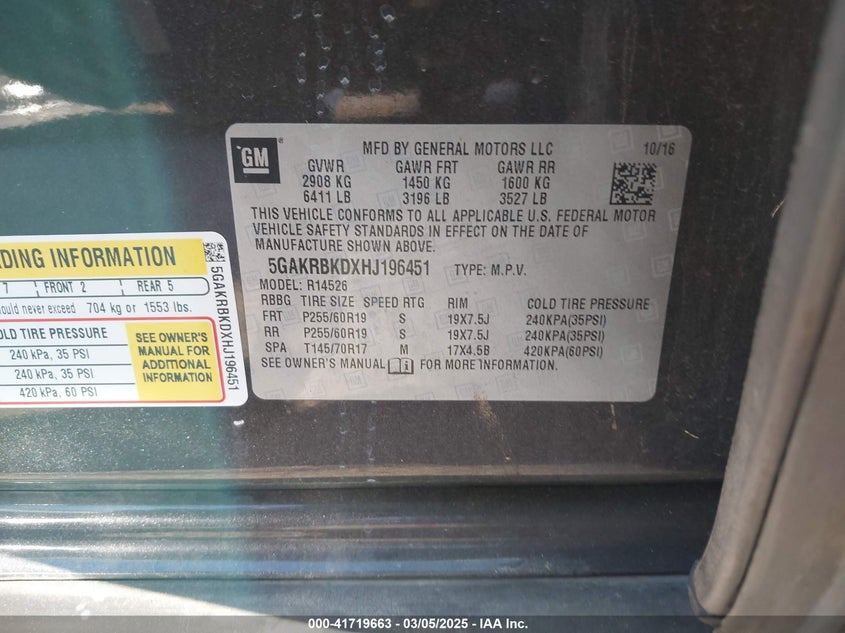 GM
MFD BY GENERAL MOTORS LLC 10/16
GVWR GAWR FRT GAWR RR
2908 KG 1450 KG 1600 KG
6411 LB 3196 LB 3527 LB
THIS VEHICLE CONFORMS TO ALL APPLICABLE U.S. FEDERAL MOTOR
VEHICLE SAFETY STANDARDS IN EFFECT ON THE DATE OF
MANUFACTURE SHOWN ABOVE.
5GAKRBKDXHJ196451 TYPE: M.P.V.
MODEL: R14526
RBBG TIRE SIZE SPEED RTG RIM COLD TIRE PRESSURE
FRT P255/60R19 S 19X7.5J 240KPA(35PSI)
RR P255/60R19 S 19X7.5J 240KPA(35PSI)
SPA T145/70R17 M 17X4.5B 420KPA(60PSI)
SEE OWNER'S MANUAL FOR MORE INFORMATION.
DING INFORMATION
7 FRONT 2 REAR 5
ould never exceed 704 kg or 1553 lbs.
OLD TIRE PRESSURE
240 kPa, 35 PSI
240 kPa, 35 PSI
420 kPa, 60 PSI
SEE OWNER'S
MANUAL FOR
ADDITIONAL
INFORMATION
5GAKRBKDXHJ196451
000-41719663 - 03/05/2025 - IAA Inc.